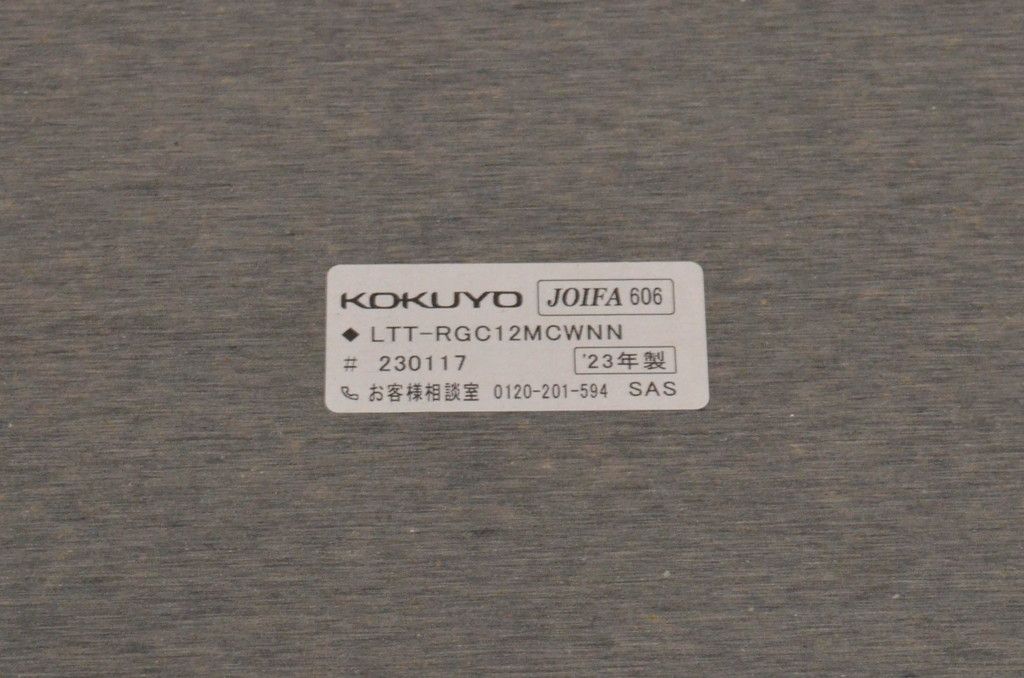 KOKUYO JOIFA 606
◆ LTT-RGC12MCWNN
# 230117 '23年製
お客様相談室 0120-201-594 SAS